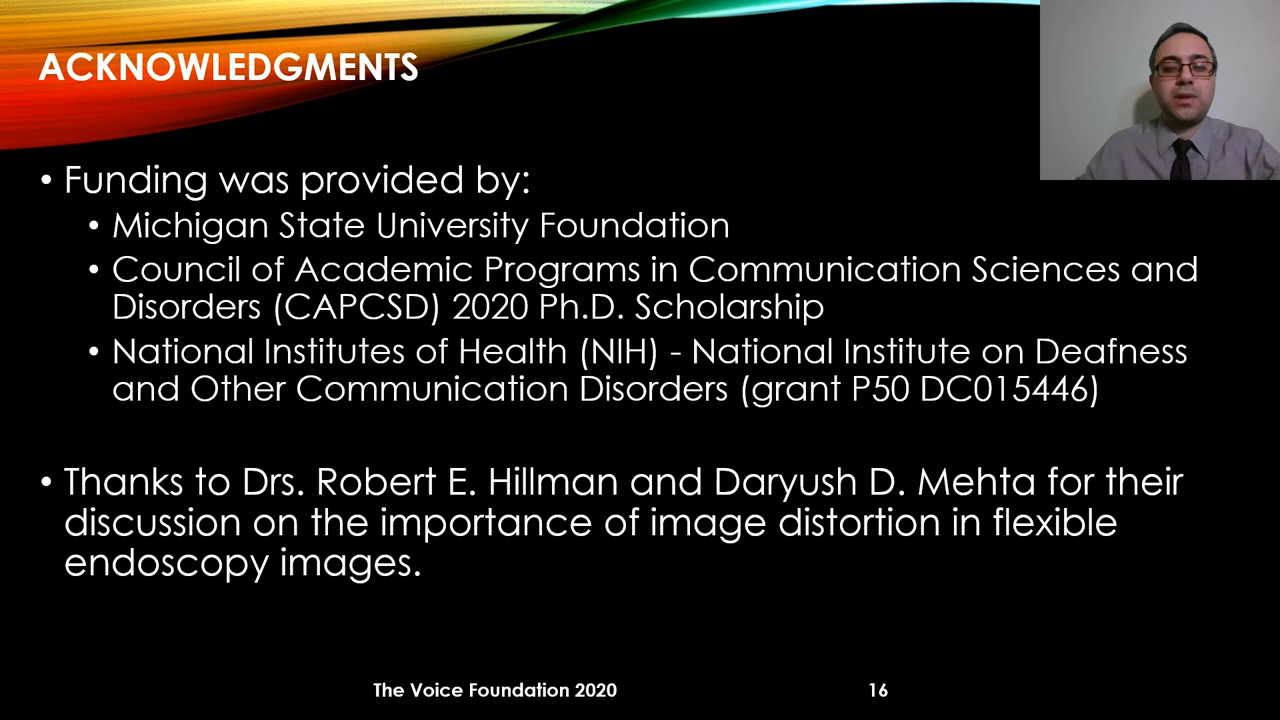 ACKNOWLEDGMENTS
• Funding was provided by:
• Michigan State University Foundation
• Council of Academic Programs in Communication Sciences and
Disorders (CAPCSD) 2020 Ph.D. Scholarship
• National Institutes of Health (NIH) - National Institute on Deafness
and Other Communication Disorders (grant P50 DC015446)
• Thanks to Drs. Robert E. Hillman and Daryush D. Mehta for their
discussion on the importance of image distortion in flexible
endoscopy images.
The Voice Foundation 2020
16